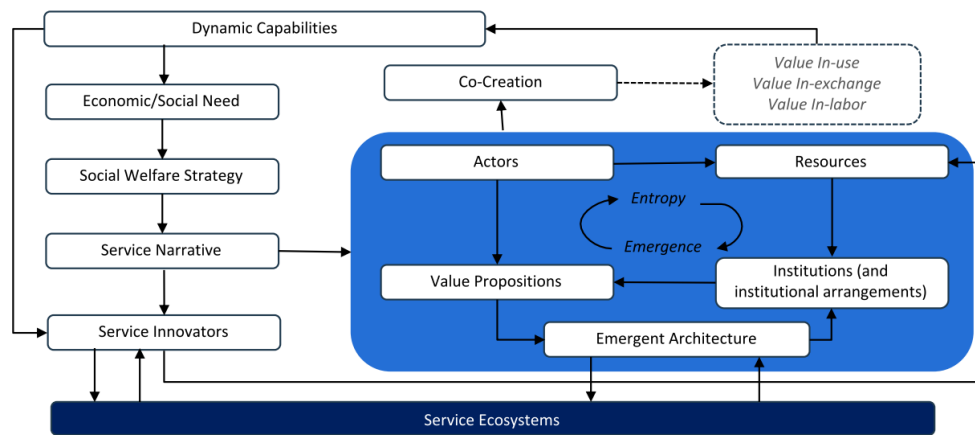 Dynamic Capabilities
Co-Creation
Value In-use
Value In-exchange
Value In-labor
Economic/Social Need
Actors
Resources
Social Welfare Strategy
Entropy
Service Narrative
Emergence
Value Propositions
Institutions (and
institutional arrangements)
Service Innovators
Emergent Architecture
Service Ecosystems